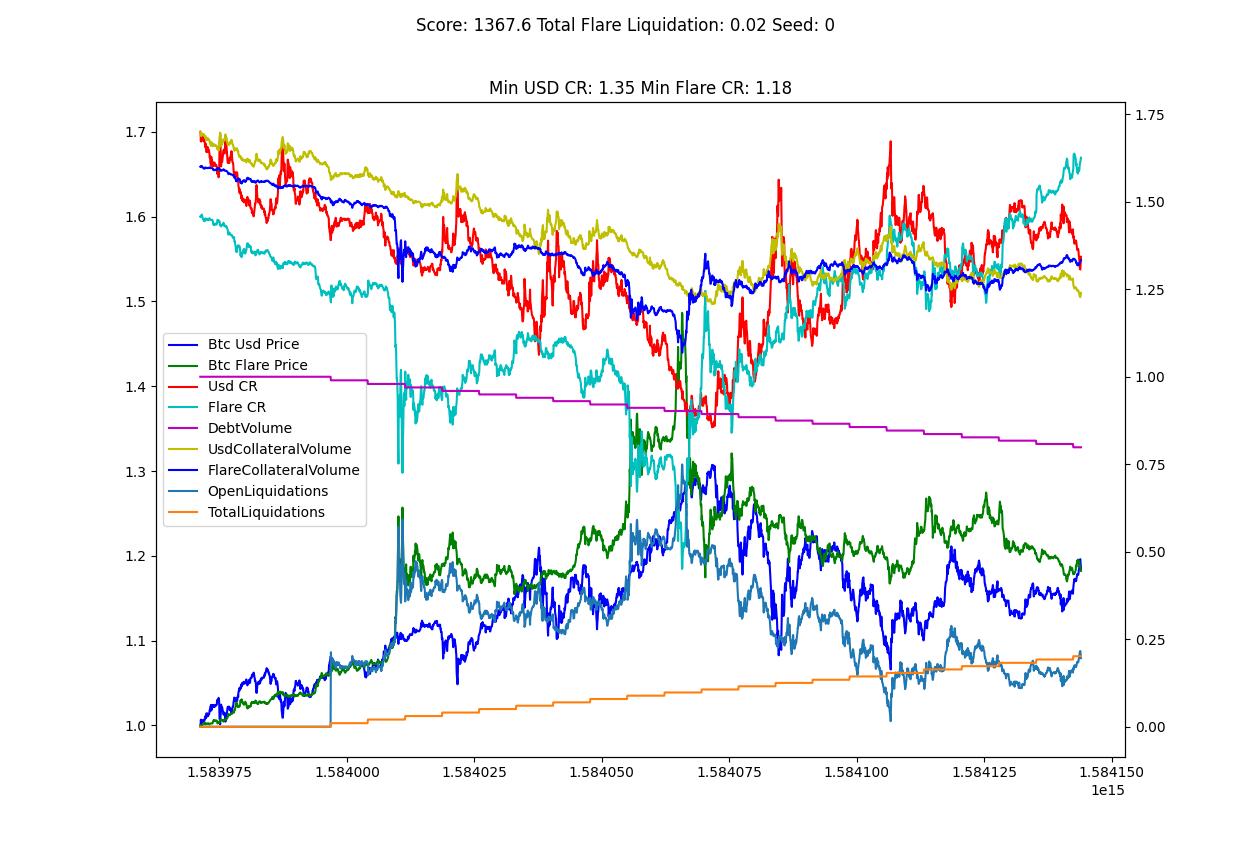 Score: 1367.6 Total Flare Liquidation: 0.02 Seed: 0
Min USD CR: 1.35 Min Flare CR: 1.18
1.7
1.6
1.5
1.4
1.3
1.2
1.1
1.0
1.75
1.50
1.25
1.00
0.75
0.50
0.25
0.00
Btc Usd Price
Btc Flare Price
Usd CR
Flare CR
DebtVolume
UsdCollateralVolume
FlareCollateralVolume
OpenLiquidations
TotalLiquidations
1.583975 1.584000 1.584025 1.584050 1.584075 1.584100 1.584125 1.584150
1e15